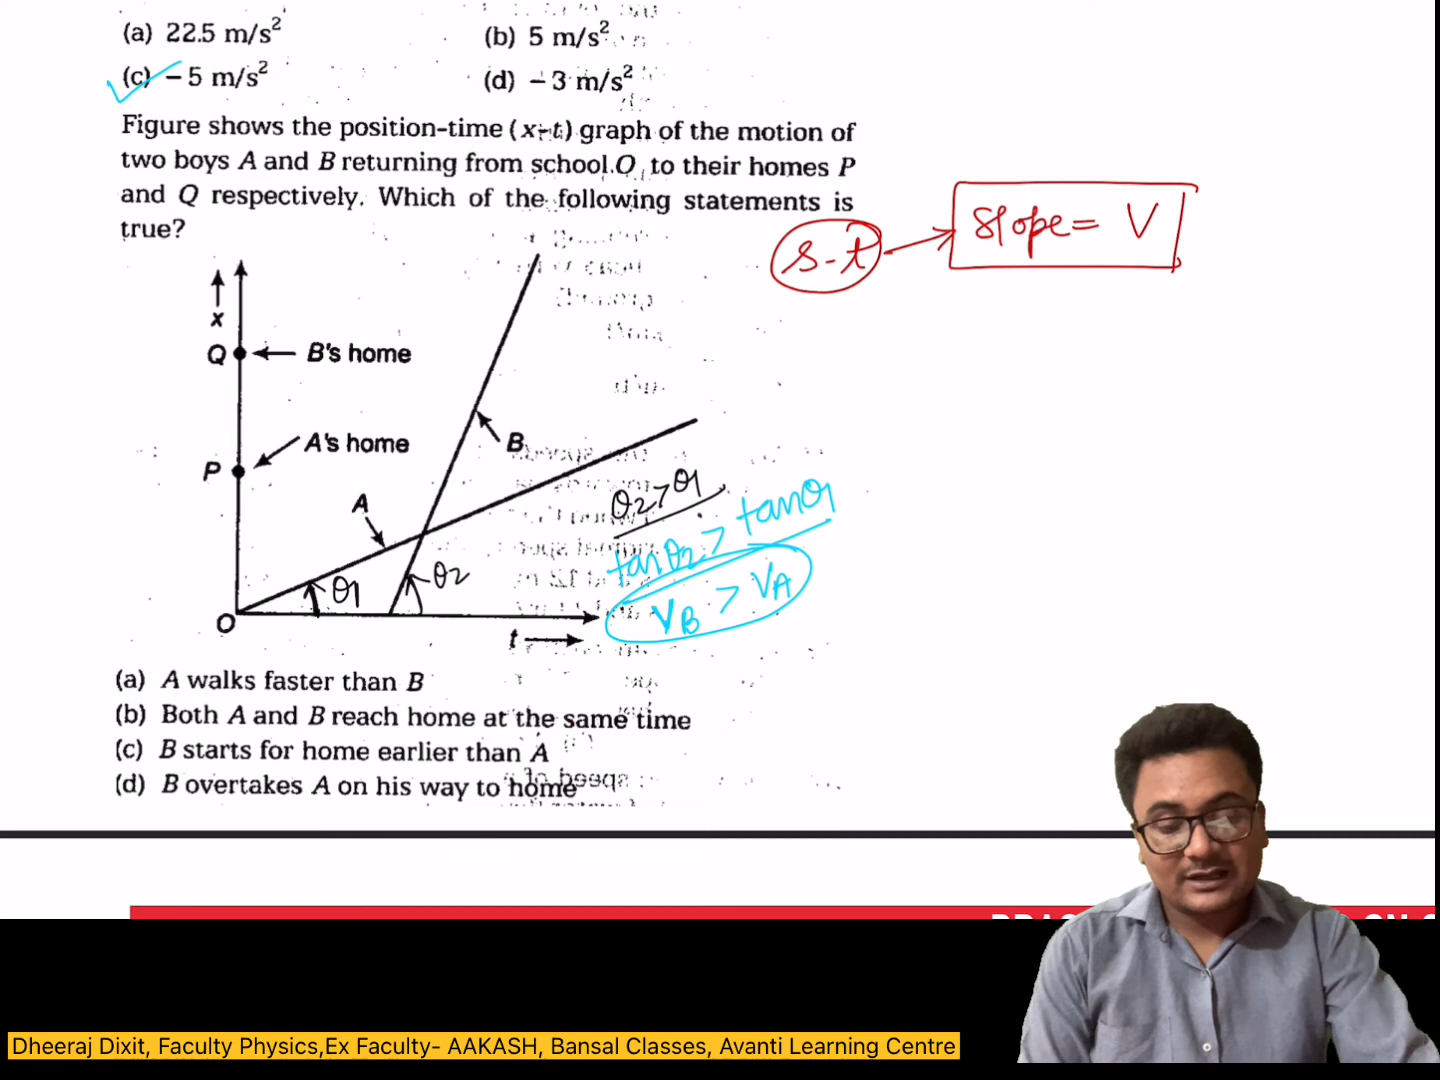 (a) 22.5 m/s²
(b) 5 m/s²
(c) – 5 m/s²
(d) – 3 m/s²
Figure shows the position-time (x-t) graph of the motion of
two boys A and B returning from school O to their homes P
and Q respectively. Which of the following statements is
true?
s-t
slope = V
x
Q
B's home
A's home
P
B
A
θ2 > θ1
tanθ2 > tanθ1
VB > VA
θ1
θ2
O
t
(a) A walks faster than B
(b) Both A and B reach home at the same time
(c) B starts for home earlier than A
(d) B overtakes A on his way to home
Dheeraj Dixit, Faculty Physics,Ex Faculty- AAKASH, Bansal Classes, Avanti Learning Centre